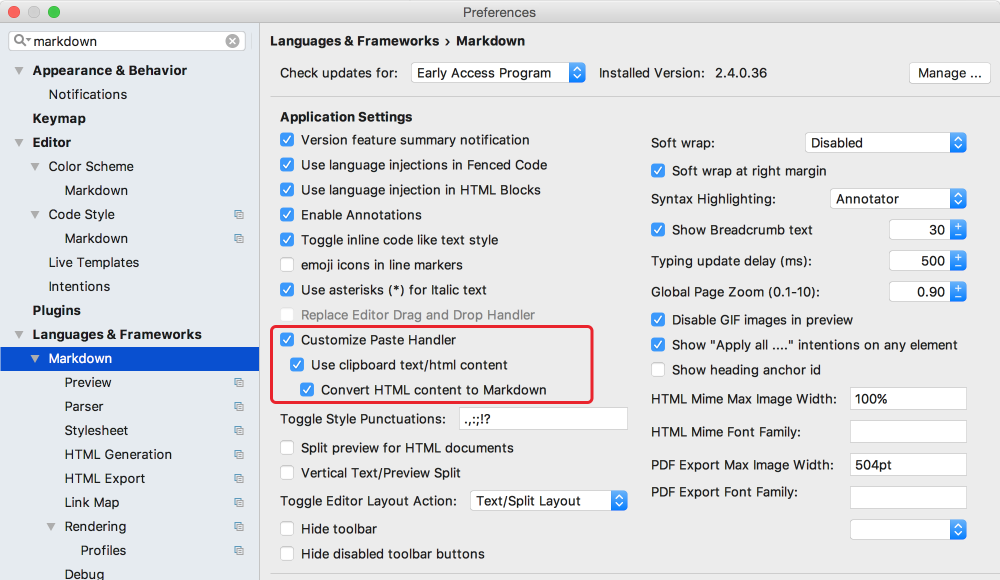 Preferences
markdown
Appearance & Behavior
Notifications
Keymap
Editor
Color Scheme
Markdown
Code Style
Markdown
Live Templates
Intentions
Plugins
Languages & Frameworks
Markdown
Preview
Parser
Stylesheet
HTML Generation
HTML Export
Link Map
Rendering
Profiles
Debug
Languages & Frameworks › Markdown
Check updates for: Early Access Program Installed Version: 2.4.0.36 Manage ...
Application Settings
Version feature summary notification
Use language injections in Fenced Code
Use language injection in HTML Blocks
Enable Annotations
Toggle inline code like text style
emoji icons in line markers
Use asterisks (*) for Italic text
Replace Editor Drag and Drop Handler
Customize Paste Handler
Use clipboard text/html content
Convert HTML content to Markdown
Toggle Style Punctuations: .,:;!?
Split preview for HTML documents
Vertical Text/Preview Split
Toggle Editor Layout Action: Text/Split Layout
Hide toolbar
Hide disabled toolbar buttons
Soft wrap: Disabled
Soft wrap at right margin
Syntax Highlighting: Annotator
Show Breadcrumb text 30
Typing update delay (ms): 500
Global Page Zoom (0.1-10): 0.90
Disable GIF images in preview
Show "Apply all ...." intentions on any element
Show heading anchor id
HTML Mime Max Image Width: 100%
HTML Mime Font Family:
PDF Export Max Image Width: 504pt
PDF Export Font Family: